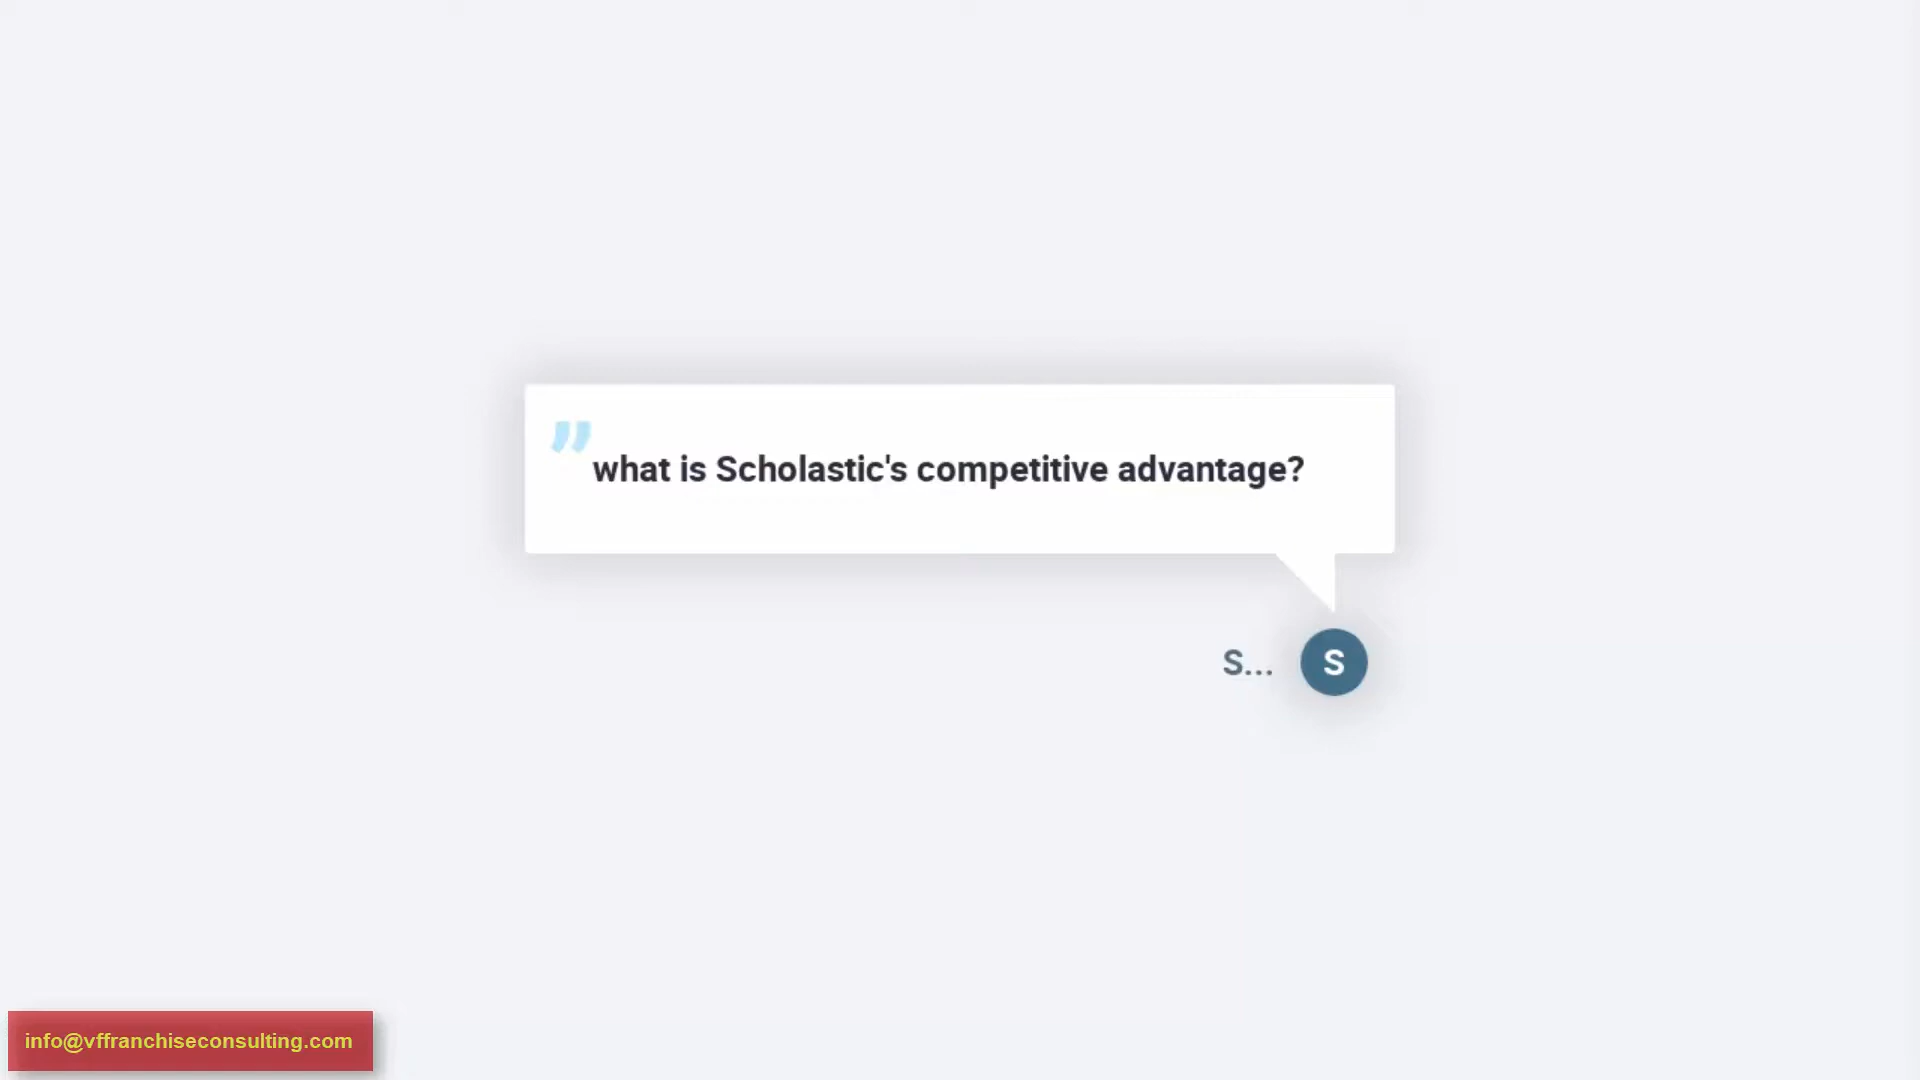 ”
what is Scholastic's competitive advantage?
S...
S
info@vffranchiseconsulting.com